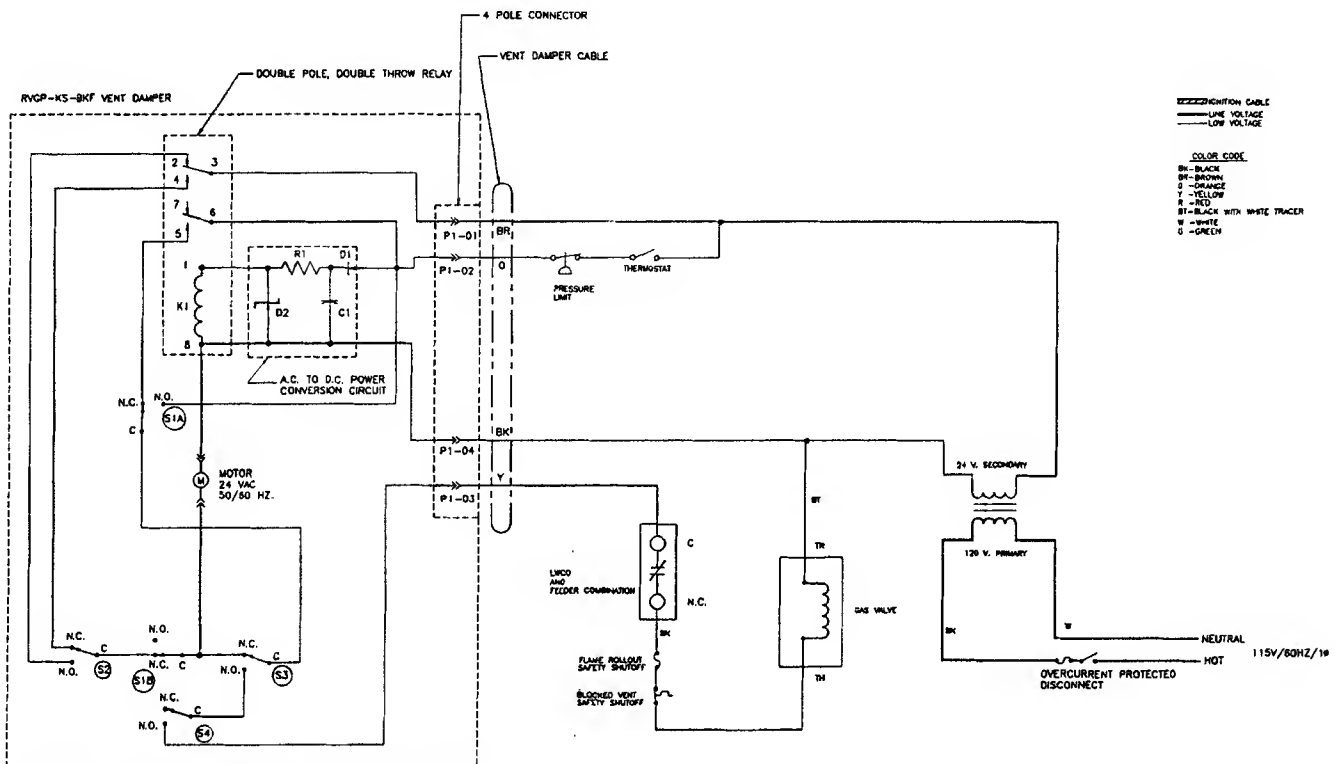 4 POLE CONNECTOR
VENT DAMPER CABLE
DOUBLE POLE, DOUBLE THROW RELAY
RVGP-KS-BKF VENT DAMPER
IGNITION CABLE
LINE VOLTAGE
LOW VOLTAGE
COLOR CODE
BK-BLACK
BR-BROWN
O -ORANGE
Y -YELLOW
R -RED
BT-BLACK WITH WHITE TRACER
W -WHITE
G -GREEN
2
3
4
7
6
5
P1-01
BR
R1
D1
1
P1-02
O
THERMOSTAT
PRESSURE
LIMIT
K1
D2
C1
8
A.C. TO D.C. POWER
CONVERSION CIRCUIT
N.C.
N.O.
S1A
C
BK
P1-04
24 V. SECONDARY
MOTOR
24 VAC
50/60 HZ.
M
Y
P1-03
BT
120 V. PRIMARY
TR
C
LWCO
AND
FEEDER COMBINATION
N.C.
GAS VALVE
BK
BK
W
NEUTRAL
HOT
115V/60HZ/1ø
OVERCURRENT PROTECTED
DISCONNECT
FLAME ROLLOUT
SAFETY SHUTOFF
TH
BLOCKED VENT
SAFETY SHUTOFF
N.C.
C
S2
N.O.
N.O.
N.C.
C
S1B
N.C.
C
N.O.
S3
N.C.
C
N.O.
S4